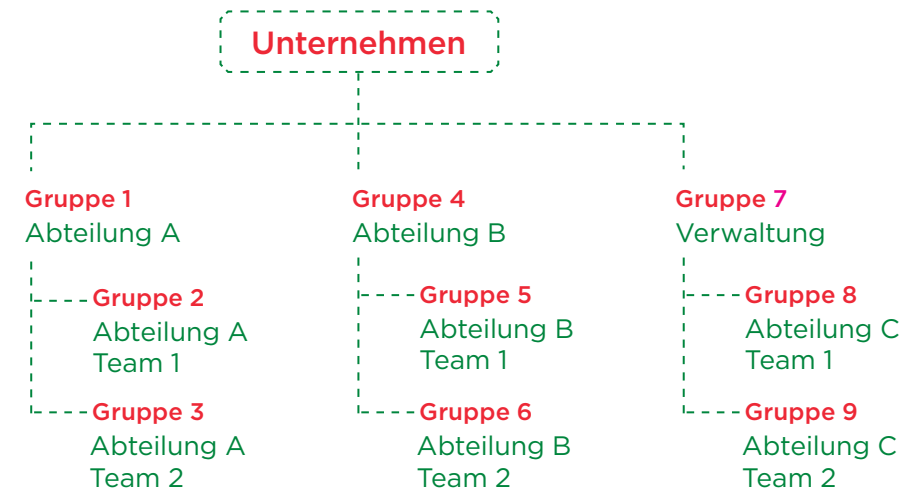 Unternehmen
Gruppe 1
Abteilung A
Gruppe 2
Abteilung A
Team 1
Gruppe 3
Abteilung A
Team 2
Gruppe 4
Abteilung B
Gruppe 5
Abteilung B
Team 1
Gruppe 6
Abteilung B
Team 2
Gruppe 7
Verwaltung
Gruppe 8
Abteilung C
Team 1
Gruppe 9
Abteilung C
Team 2